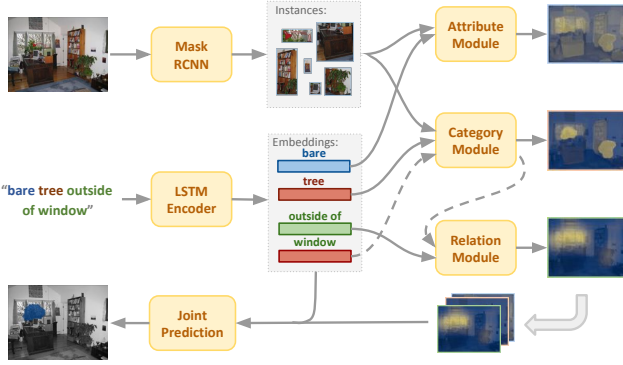 Instances:
Mask
RCNN
Attribute
Module
Category
Module
Embeddings:
bare
tree
outside of
window
"bare tree outside
of window"
LSTM
Encoder
Relation
Module
Joint
Prediction